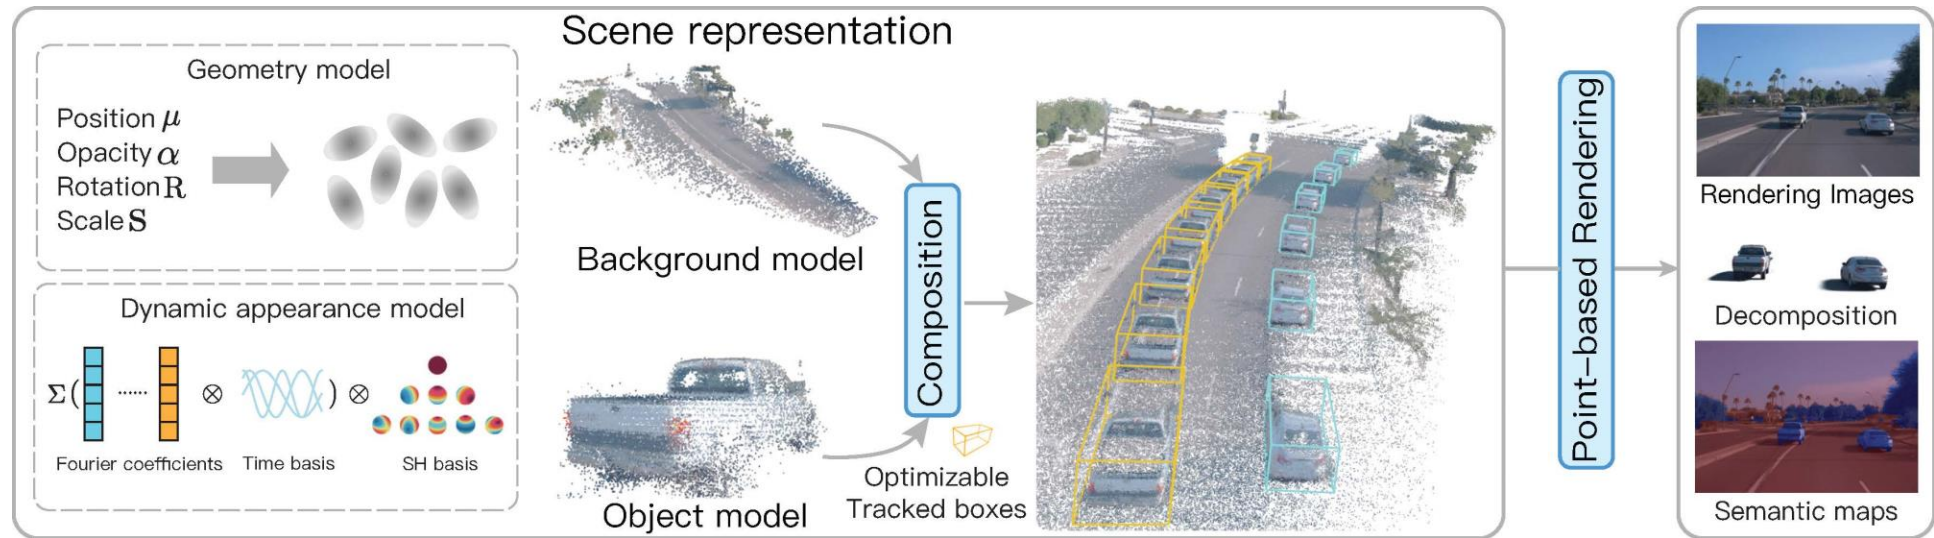 Scene representation
Geometry model
Position μ
Opacity α
Rotation R
Scale S
Dynamic appearance model
Σ( ...... ⊗ ) ⊗
Fourier coefficients
Time basis
SH basis
Background model
Object model
Composition
Optimizable
Tracked boxes
Point-based Rendering
Rendering Images
Decomposition
Semantic maps